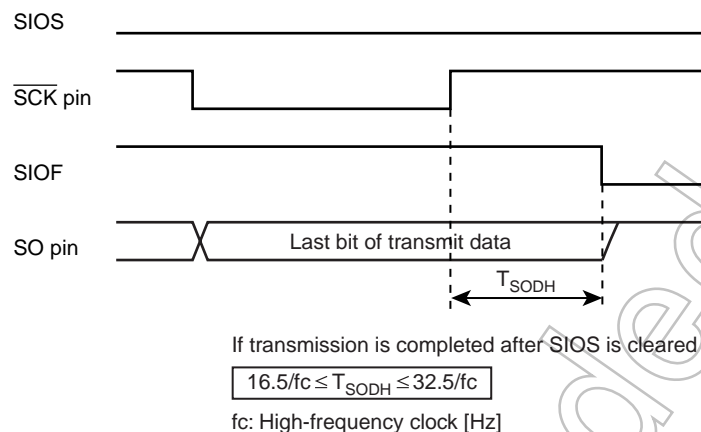 SIOS
SCK pin
SIOF
SO pin
Last bit of transmit data
TSODH
If transmission is completed after SIOS is cleared
16.5/fc ≤ TSODH ≤ 32.5/fc
fc: High-frequency clock [Hz]